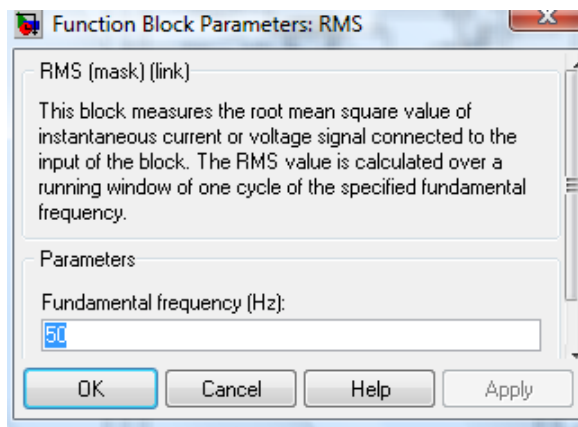 Function Block Parameters: RMS
RMS (mask) (link)
This block measures the root mean square value of
instantaneous current or voltage signal connected to the
input of the block. The RMS value is calculated over a
running window of one cycle of the specified fundamental
frequency.
Parameters
Fundamental frequency (Hz):
50
OK Cancel Help Apply